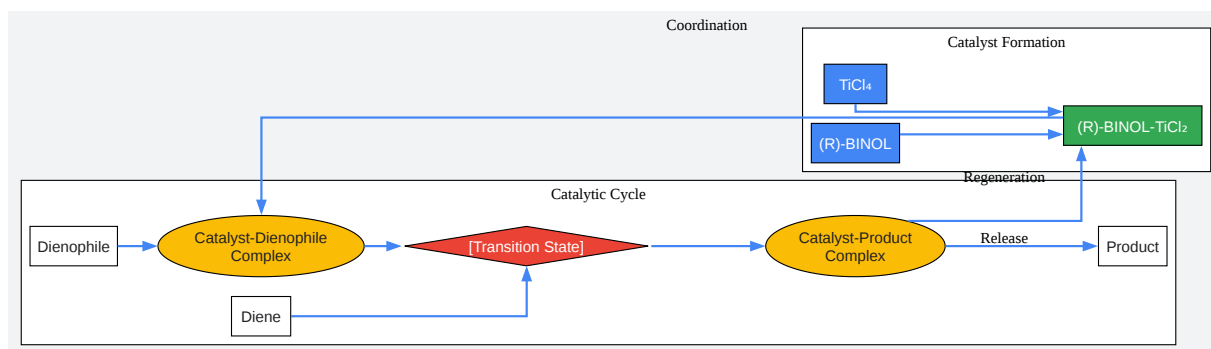 Coordination
Catalyst Formation
TiCl₄
(R)-BINOL
(R)-BINOL-TiCl₂
Regeneration
Catalytic Cycle
Dienophile
Catalyst-Dienophile
Complex
[Transition State]
Catalyst-Product
Complex
Release
Product
Diene